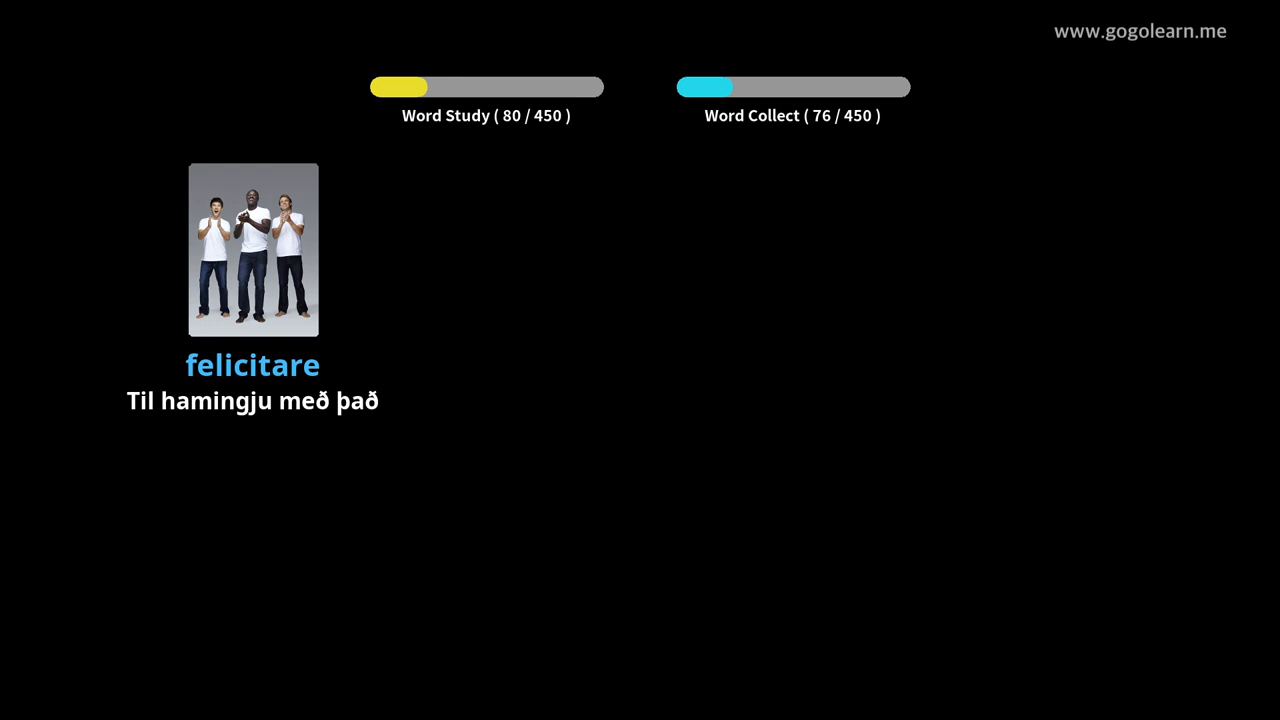 www.gogolearn.me
Word Study ( 80 / 450 )
Word Collect ( 76 / 450 )
felicitare
Til hamingju með það